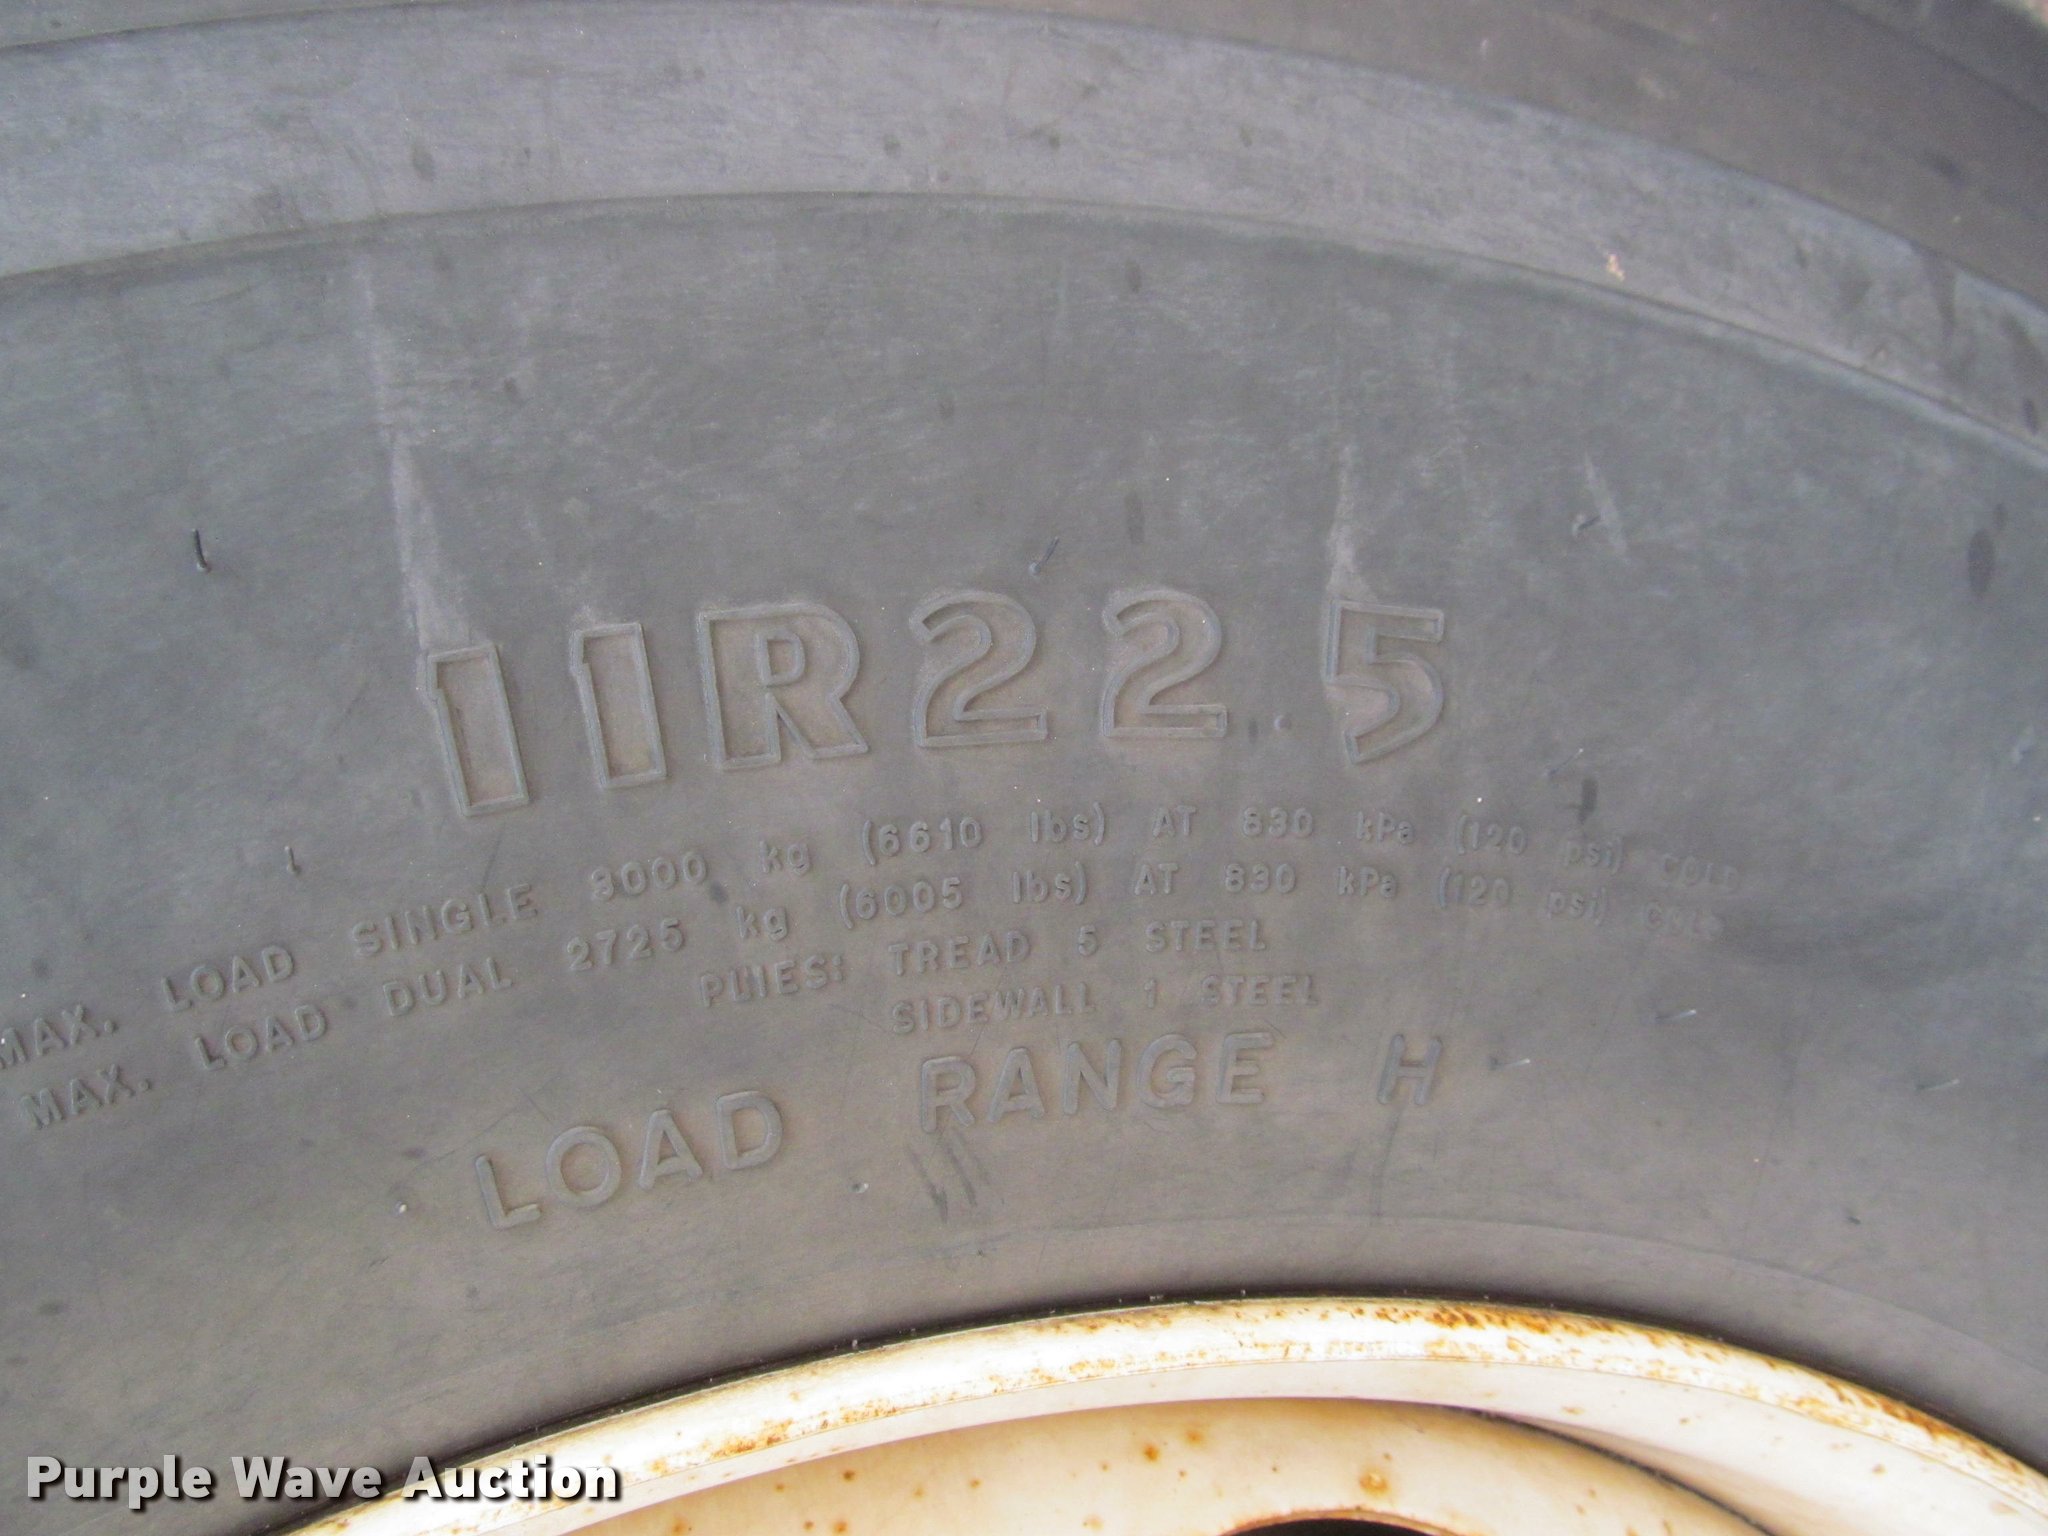 11R22.5
MAX. LOAD SINGLE 3000 kg (6610 lbs) AT 830 kPa (120 psi) COLD
MAX. LOAD DUAL 2725 kg (6005 lbs) AT 830 kPa (120 psi) COLD
PLIES: TREAD 5 STEEL
SIDEWALL 1 STEEL
LOAD RANGE H
Purple Wave Auction